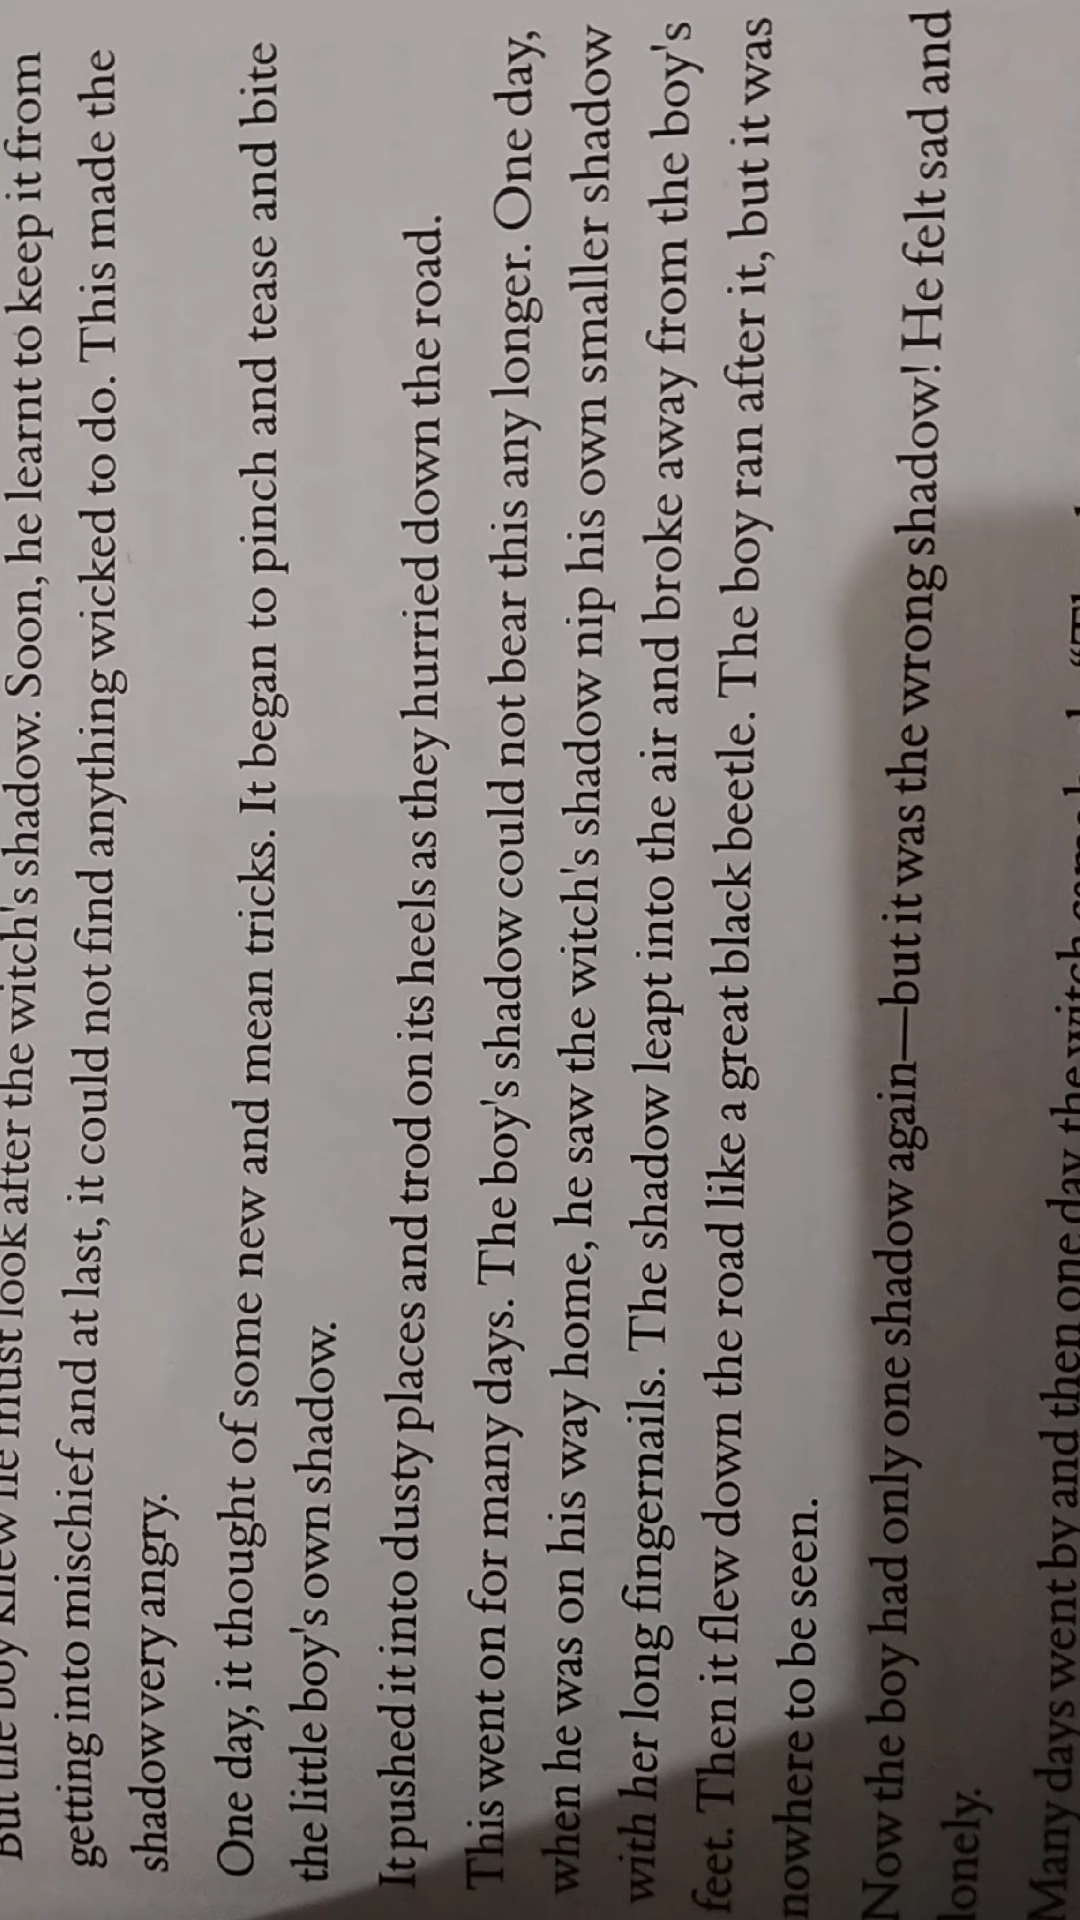 But the boy knew he must look after the witch's shadow. Soon, he learnt to keep it from
getting into mischief and at last, it could not find anything wicked to do. This made the
shadow very angry.
One day, it thought of some new and mean tricks. It began to pinch and tease and bite
the little boy's own shadow.
It pushed it into dusty places and trod on its heels as they hurried down the road.
This went on for many days. The boy's shadow could not bear this any longer. One day,
when he was on his way home, he saw the witch's shadow nip his own smaller shadow
with her long fingernails. The shadow leapt into the air and broke away from the boy's
feet. Then it flew down the road like a great black beetle. The boy ran after it, but it was
nowhere to be seen.
Now the boy had only one shadow again—but it was the wrong shadow! He felt sad and
lonely.
Many days went by and then one day, the witch